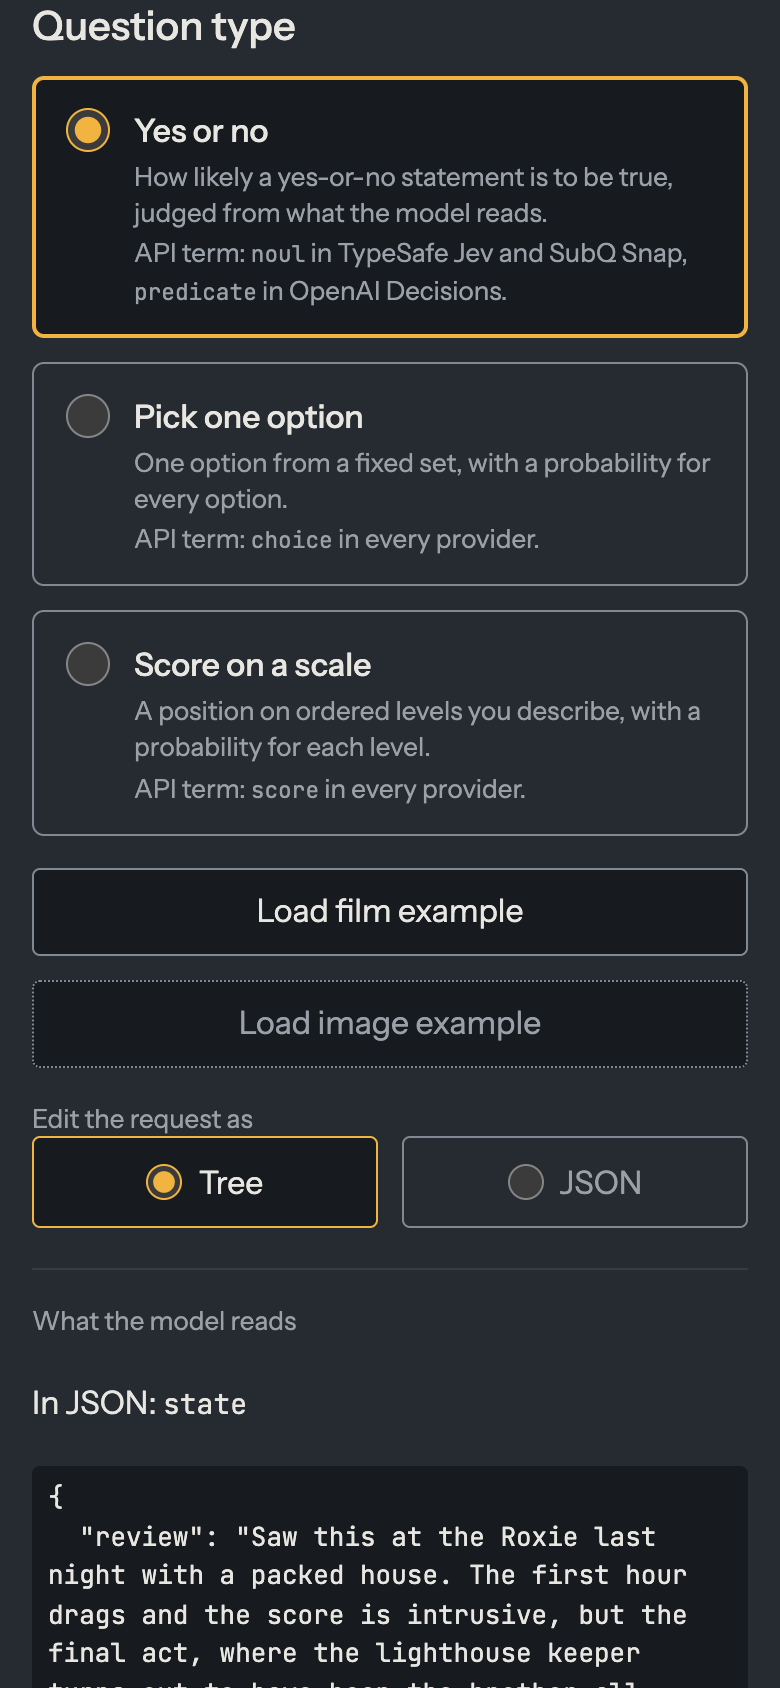 Question type
Yes or no
How likely a yes-or-no statement is to be true,
judged from what the model reads.
API term: noul in TypeSafe Jev and SubQ Snap,
predicate in OpenAI Decisions.
Pick one option
One option from a fixed set, with a probability for
every option.
API term: choice in every provider.
Score on a scale
A position on ordered levels you describe, with a
probability for each level.
API term: score in every provider.
Load film example
Load image example
Edit the request as
Tree
JSON
What the model reads
In JSON: state
{
"review": "Saw this at the Roxie last
night with a packed house. The first hour
drags and the score is intrusive, but the
final act, where the lighthouse keeper